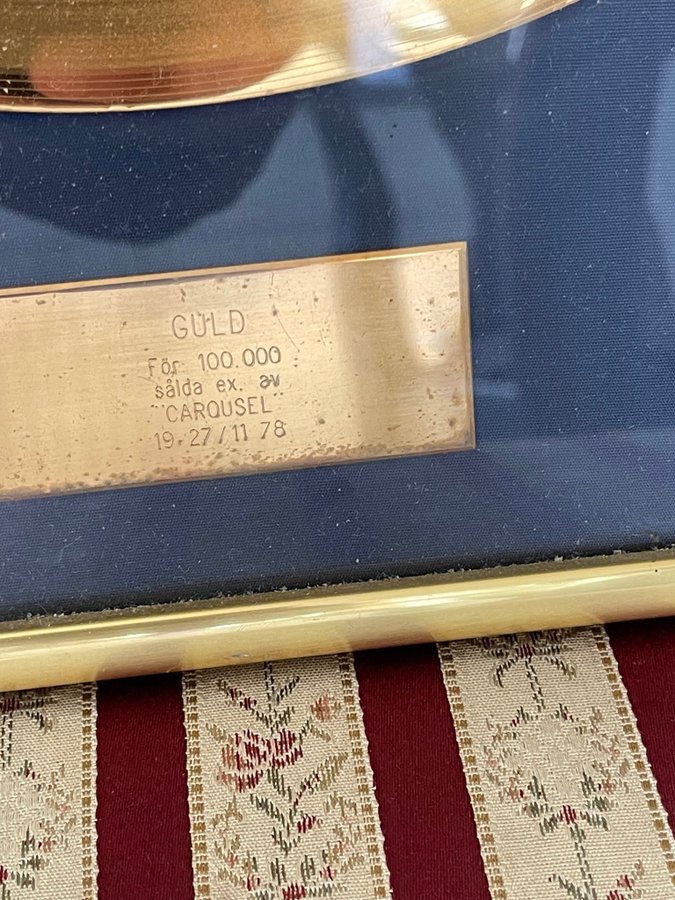 GULD
För 100.000
sålda ex. av
"CAROUSEL"
19.27/11 78